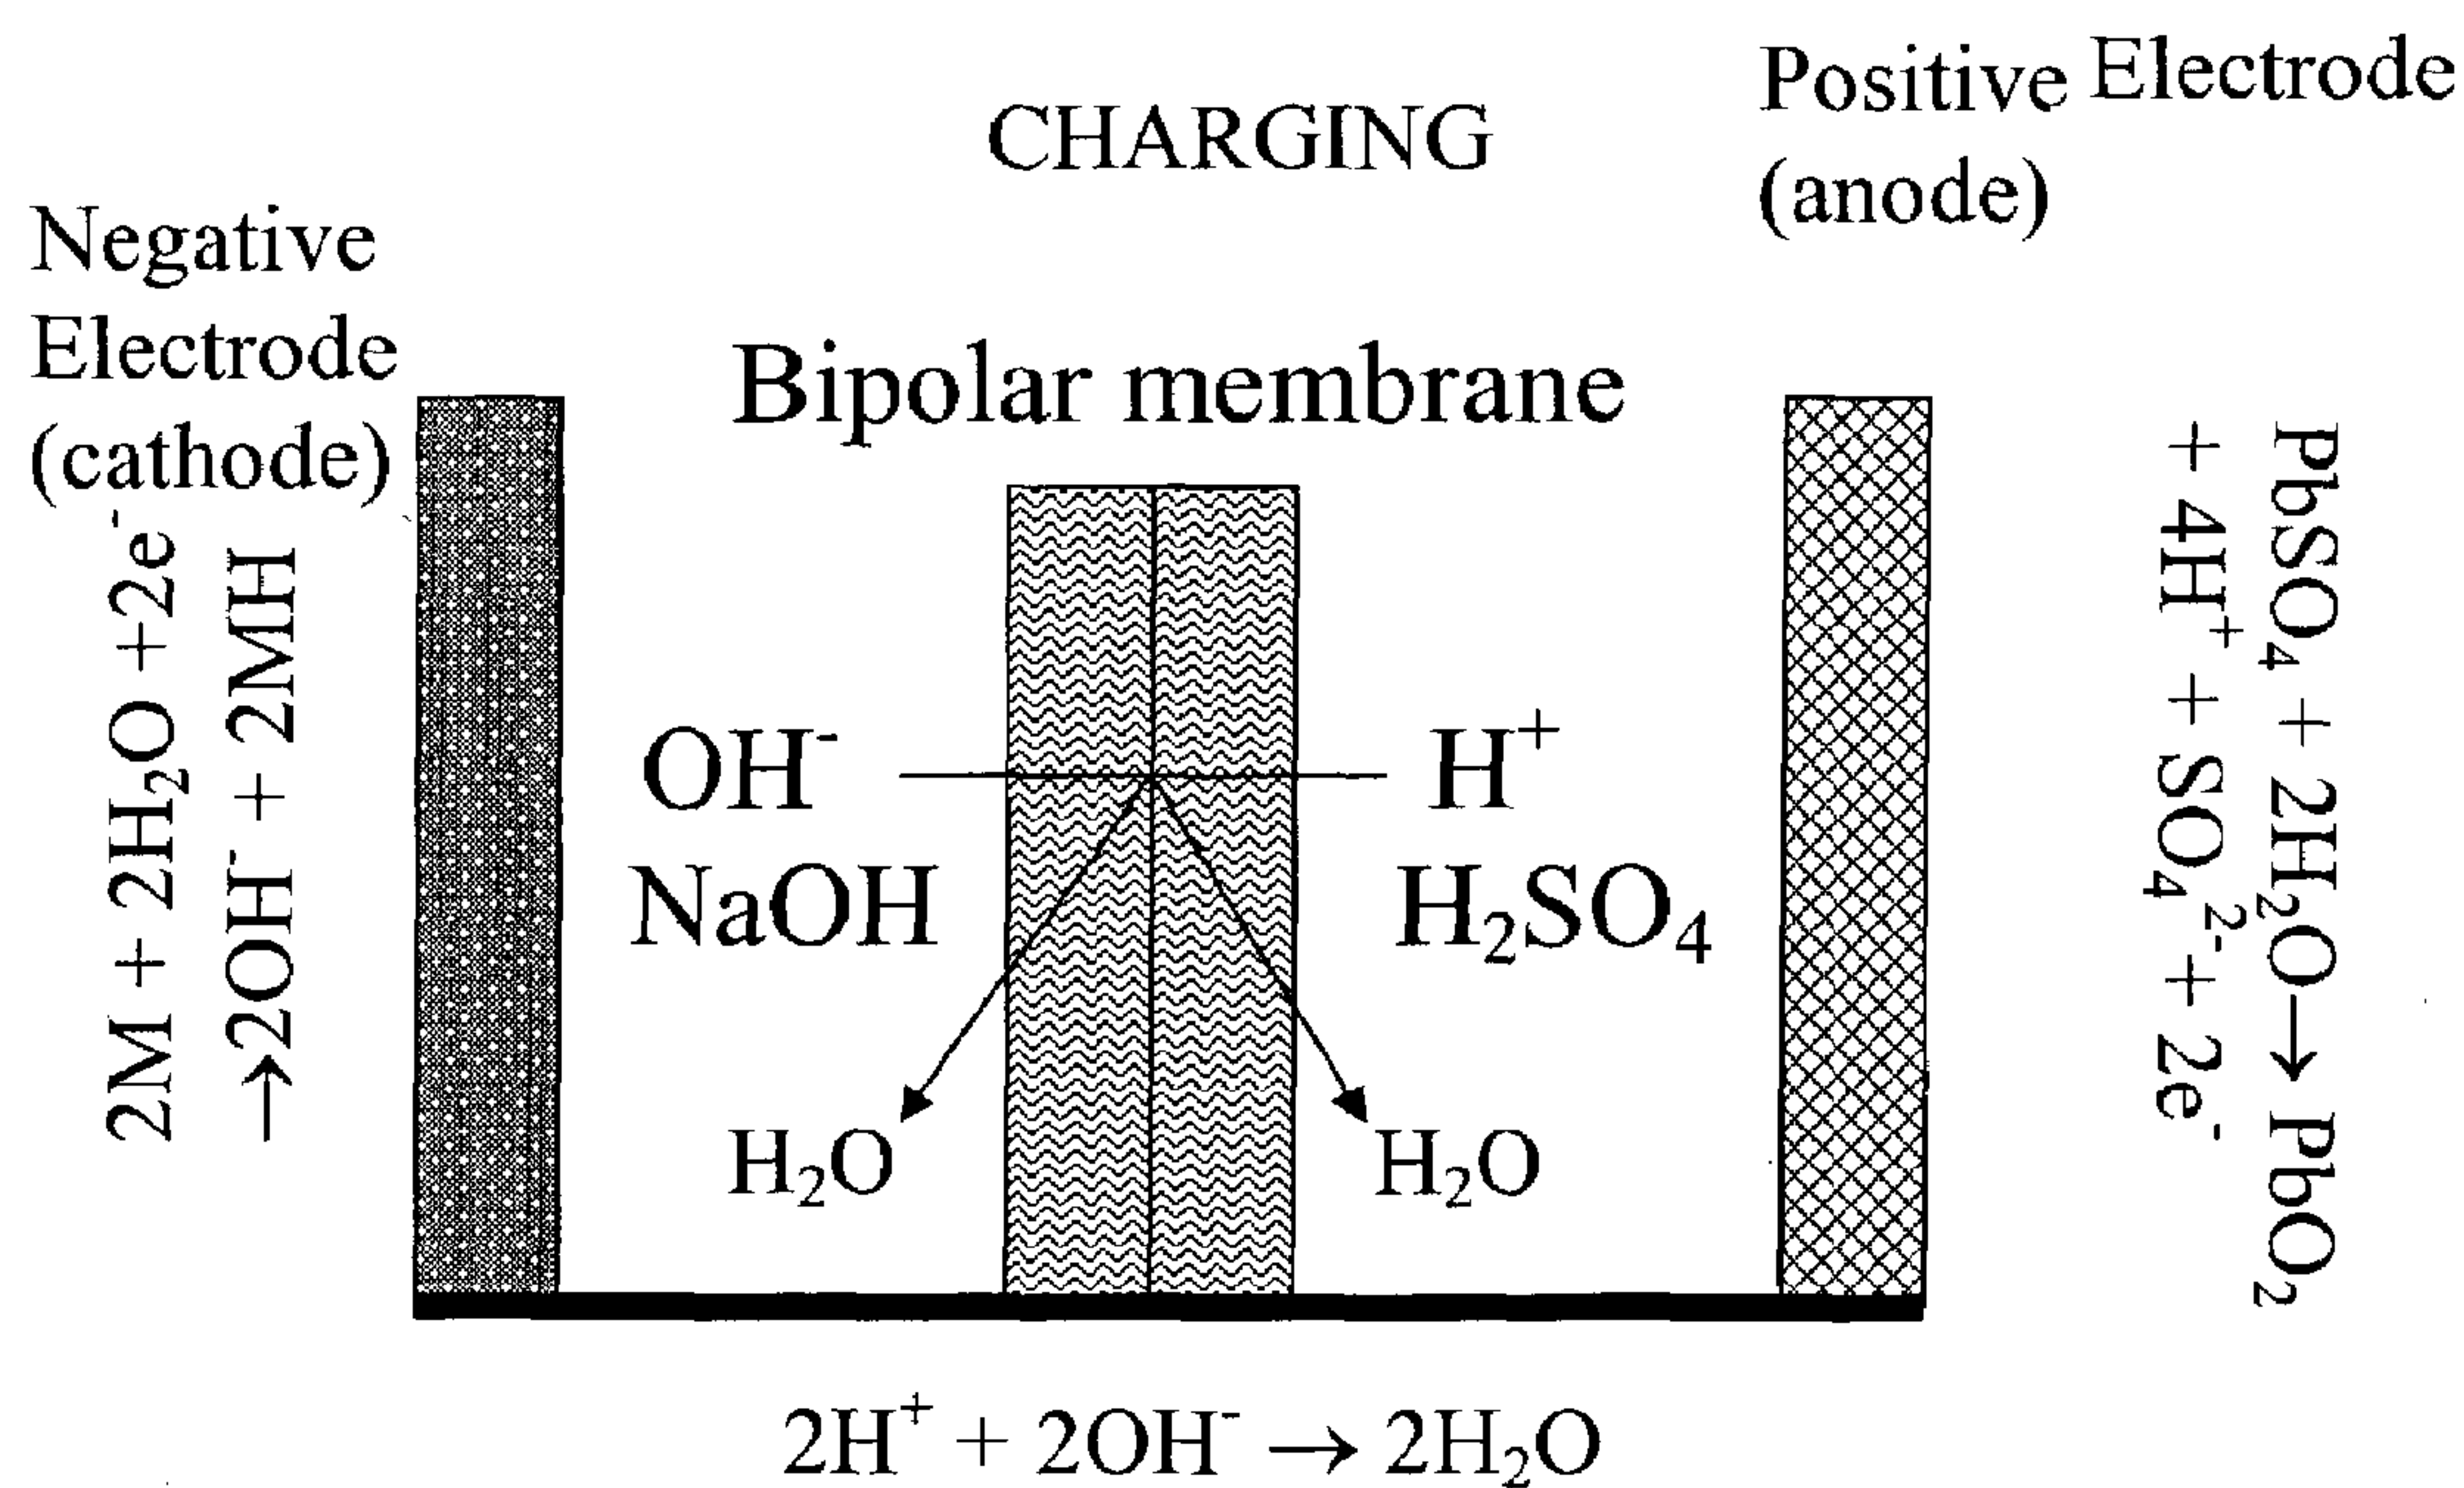 CHARGING
Positive Electrode
(anode)
Negative
Electrode
(cathode)
Bipolar membrane
2M + 2H₂O +2e⁻
→2OH⁻ + 2MH
OH⁻
H⁺
NaOH
H₂SO₄
H₂O
H₂O
PbSO₄ + 2H₂O→ PbO₂
+ 4H⁺ + SO₄²⁻+ 2e⁻
2H⁺ + 2OH⁻ → 2H₂O